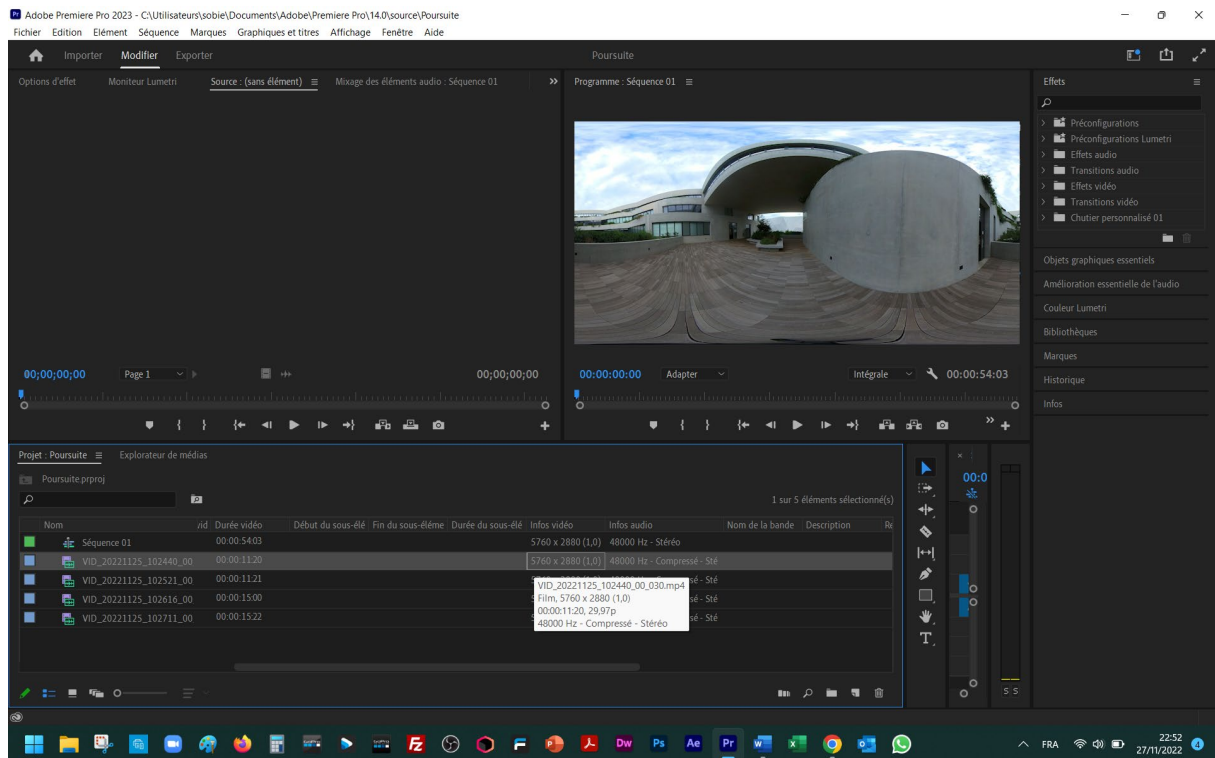 Adobe Premiere Pro 2023 - C:\Utilisateurs\sobie\Documents\Adobe\Premiere Pro\14.0\source\Poursuite
Fichier Edition Elément Séquence Marques Graphiques et titres Affichage Fenêtre Aide
Importer Modifier Exporter Poursuite
Options d'effet Moniteur Lumetri Source : (sans élément) Mixage des éléments audio : Séquence 01
Programme : Séquence 01
Effets
Préconfigurations
Préconfigurations Lumetri
Effets audio
Transitions audio
Effets vidéo
Transitions vidéo
Chutier personnalisé 01
Objets graphiques essentiels
Amélioration essentielle de l'audio
Couleur Lumetri
Bibliothèques
Marques
Historique
Infos
00;00;00;00 Page 1 00;00;00;00
00:00:00:00 Adapter Intégrale 00:00:54:03
Projet : Poursuite Explorateur de médias
Poursuite.prproj
1 sur 5 éléments sélectionné(s)
Nom vid Durée vidéo Début du sous-élé Fin du sous-éléme Durée du sous-élé Infos vidéo Infos audio Nom de la bande Description Re
Séquence 01 00:00:54:03 5760 x 2880 (1,0) 48000 Hz - Stéréo
VID_20221125_102440_00 00:00:11:20 5760 x 2880 (1,0) 48000 Hz - Compressé - Sté
VID_20221125_102521_00 00:00:11:21
VID_20221125_102616_00 00:00:15:00
VID_20221125_102711_00 00:00:15:22
VID_20221125_102440_00_030.mp4
Film, 5760 x 2880 (1,0)
00:00:11:20, 29,97p
48000 Hz - Compressé - Stéréo
00:0
S S
T
Fz Dw Ps Ae Pr
FRA
22:52
27/11/2022